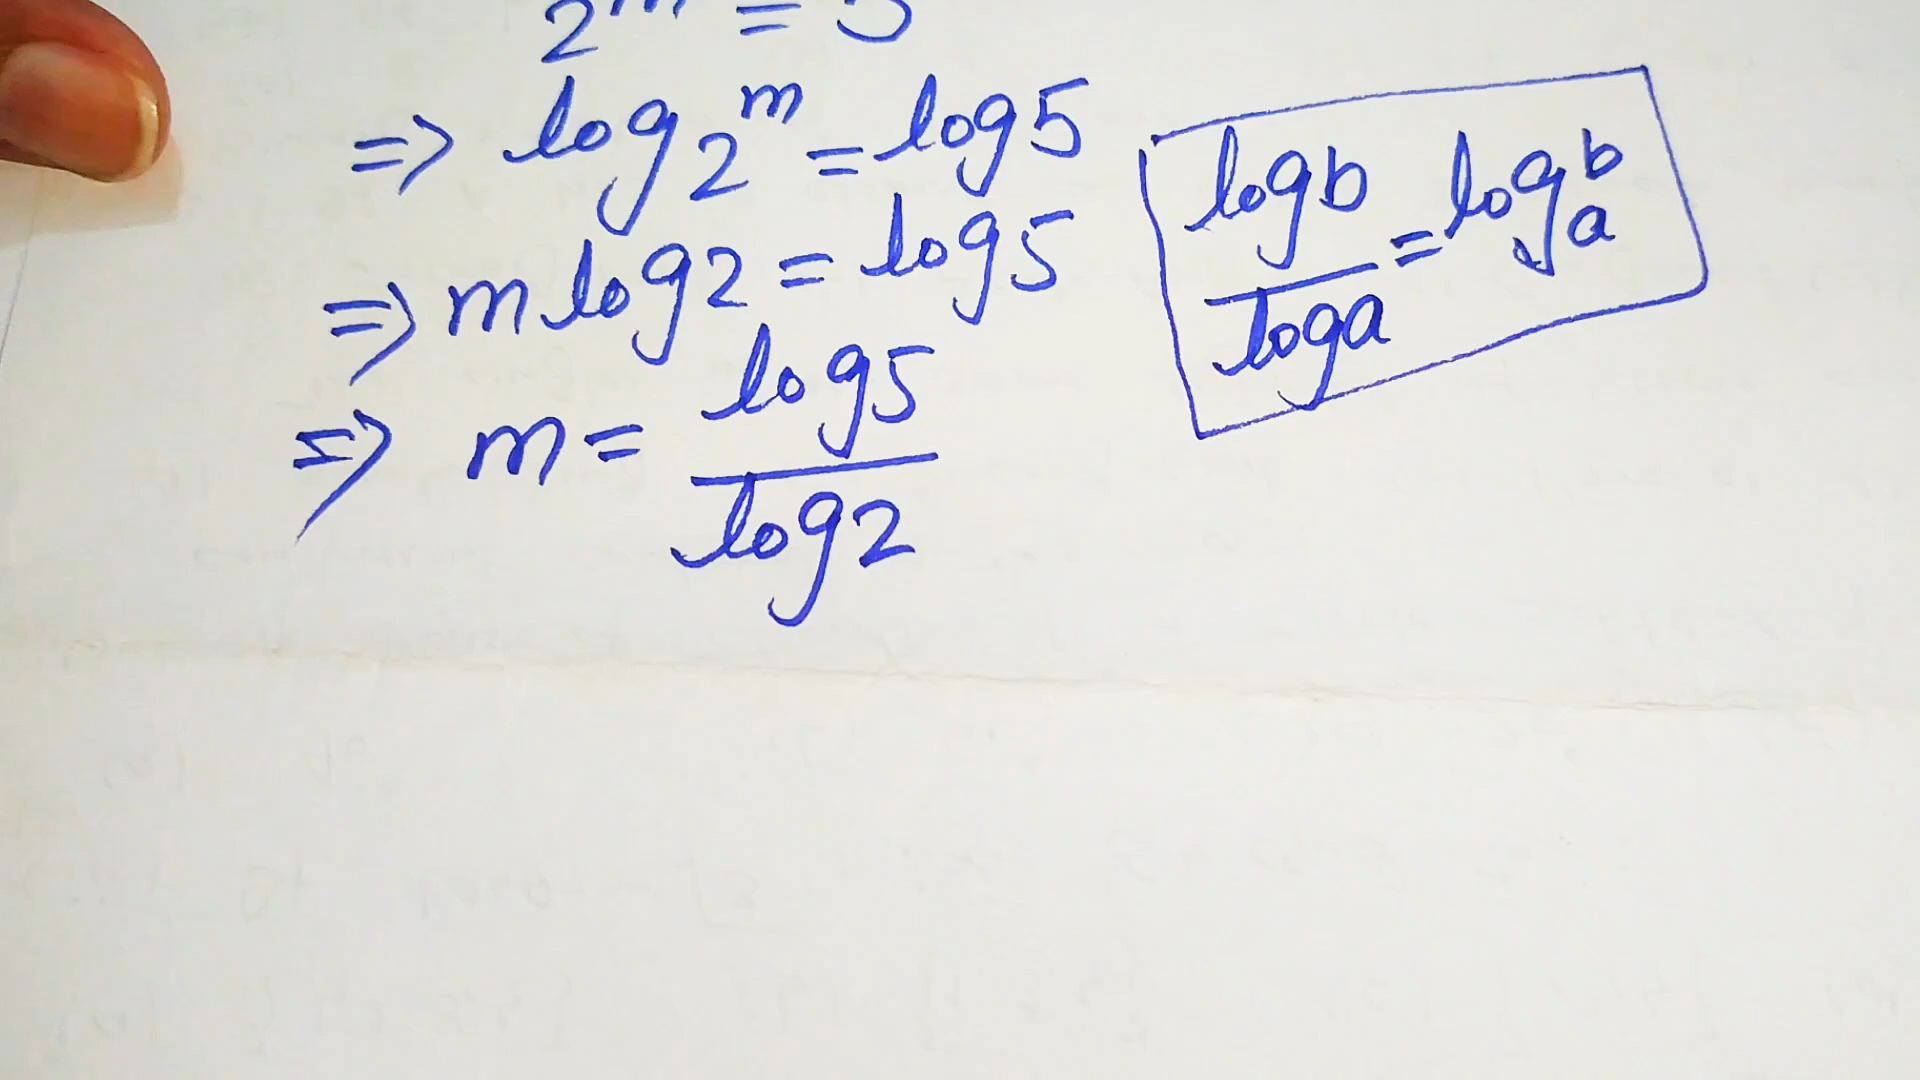 2^m = 5
=> log 2^m = log 5
=> m log 2 = log 5
=> m = log 5 / log 2
log b / log a = log_a b